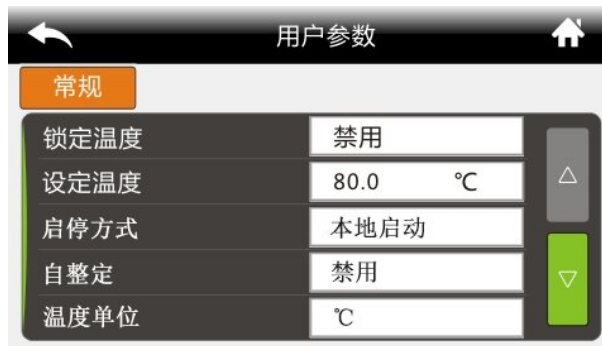 用户参数
常规
锁定温度 禁用
设定温度 80.0 ℃
启停方式 本地启动
自整定 禁用
温度单位 ℃